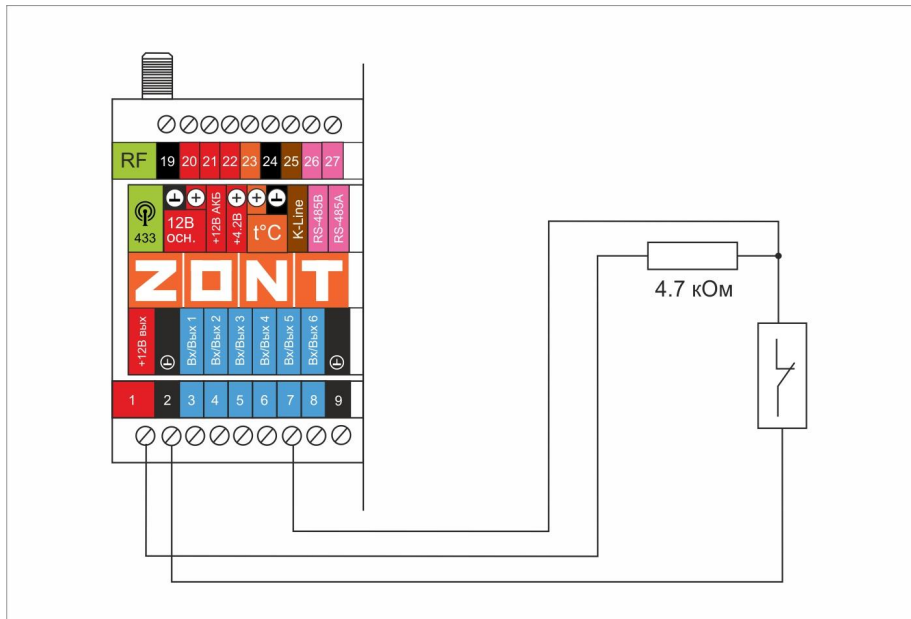 RF 19 20 21 22 23 24 25 26 27
433
12В
осн.
+12В АКБ
+4.2В
t°C
K-Line
RS-485B
RS-485A
ZONT
4.7 кОм
+12В вых
Вх/Вых 1
Вх/Вых 2
Вх/Вых 3
Вх/Вых 4
Вх/Вых 5
Вх/Вых 6
1 2 3 4 5 6 7 8 9